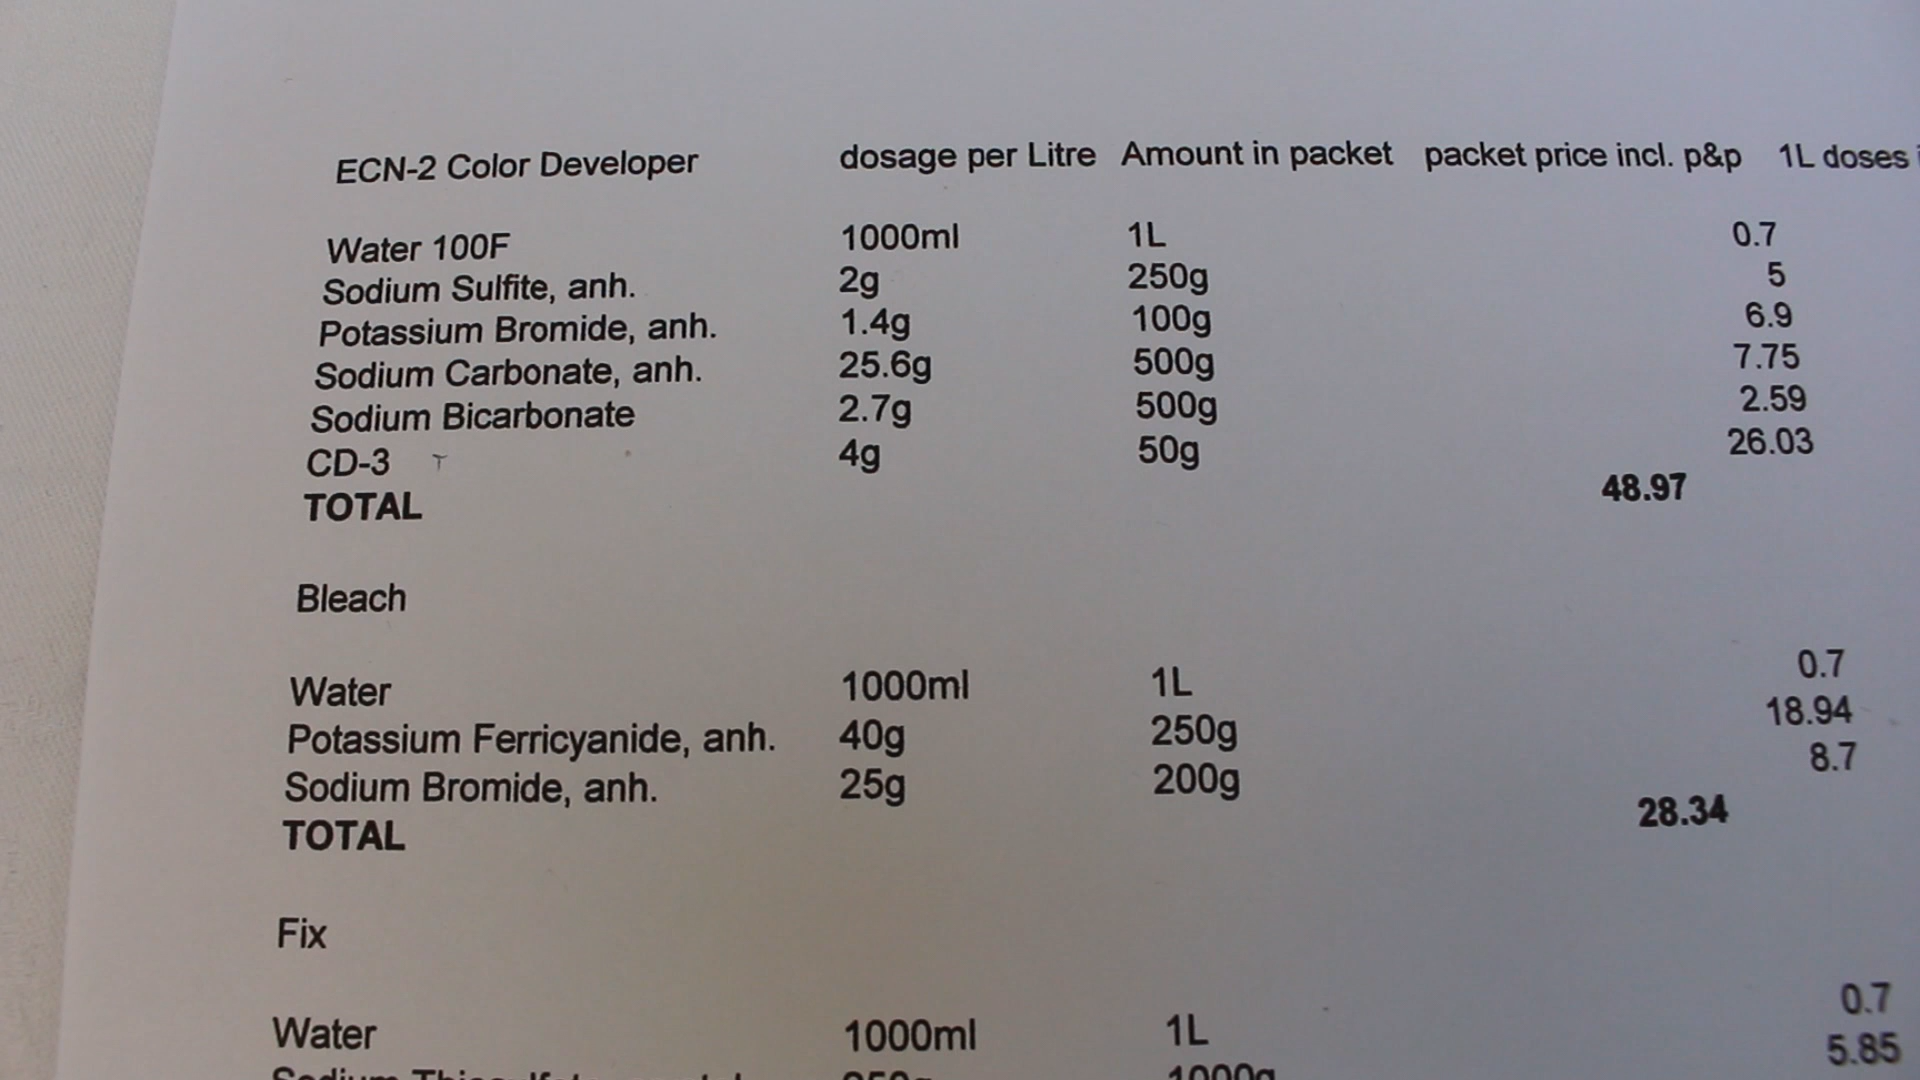 ECN-2 Color Developer dosage per Litre Amount in packet packet price incl. p&p 1L doses
Water 100F 1000ml 1L 0.7
Sodium Sulfite, anh. 2g 250g 5
Potassium Bromide, anh. 1.4g 100g 6.9
Sodium Carbonate, anh. 25.6g 500g 7.75
Sodium Bicarbonate 2.7g 500g 2.59
CD-3 4g 50g 26.03
TOTAL 48.97
Bleach
Water 1000ml 1L 0.7
Potassium Ferricyanide, anh. 40g 250g 18.94
Sodium Bromide, anh. 25g 200g 8.7
TOTAL 28.34
Fix
Water 1000ml 1L 0.7
Sodium 1000g 5.85